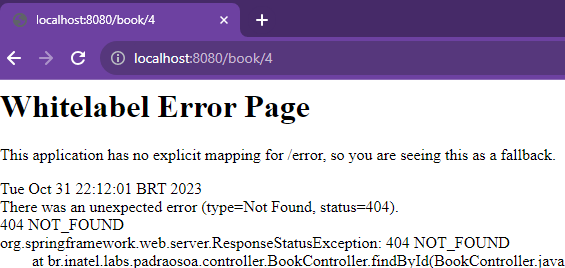 localhost:8080/book/4
localhost:8080/book/4
Whitelabel Error Page
This application has no explicit mapping for /error, so you are seeing this as a fallback.
Tue Oct 31 22:12:01 BRT 2023
There was an unexpected error (type=Not Found, status=404).
404 NOT_FOUND
org.springframework.web.server.ResponseStatusException: 404 NOT_FOUND
at br.inatel.labs.padraosoa.controller.BookController.findById(BookController.java